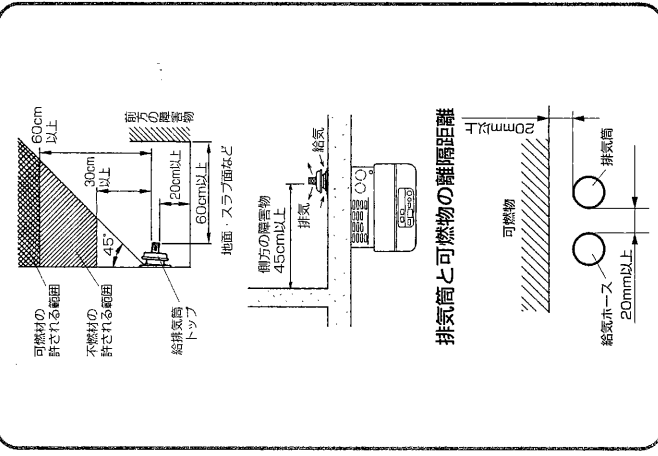 可燃材の
許される範囲
不燃材の
許される範囲
給排気筒
トップ
45°
60cm
以上
30cm
以上
前方の障害物
20cm以上
60cm以上
地面・スラブ面など
側方の障害物
45cm以上
排気
給気
排気筒と可燃物の離隔距離
可燃物
20mm以上
給気ホース
排気筒
20mm以上